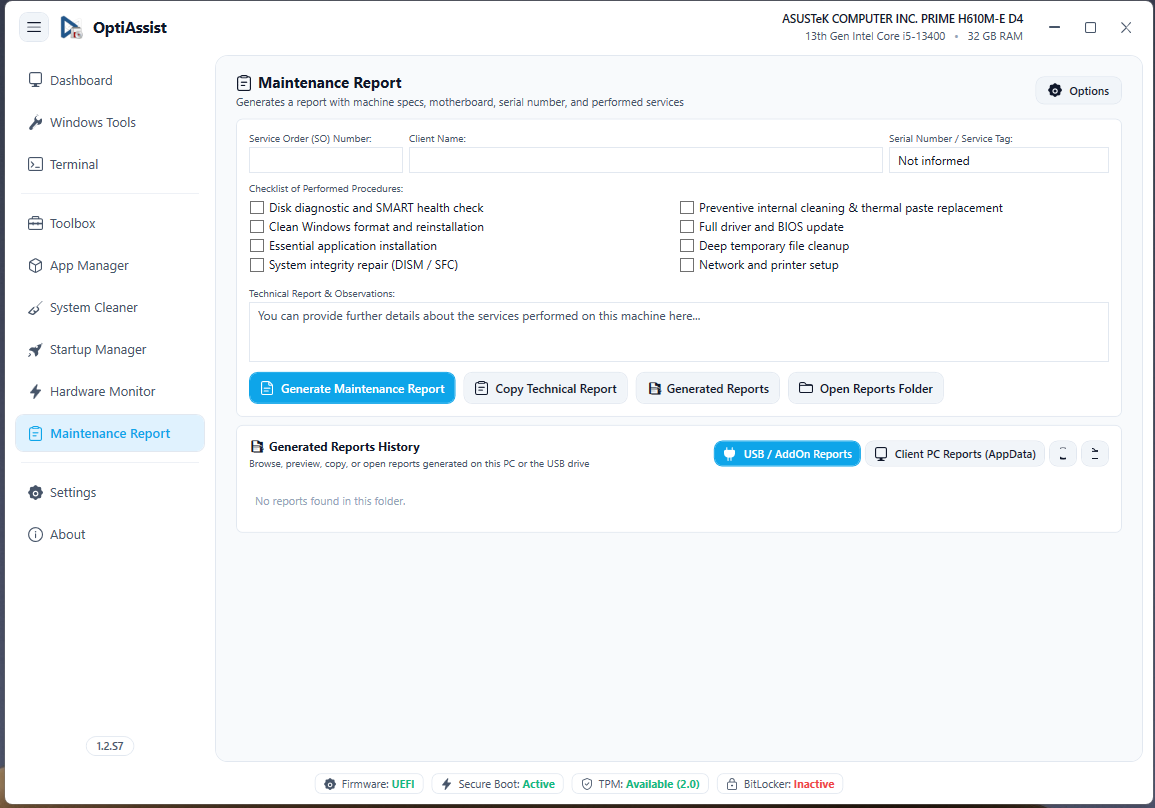 OptiAssist
ASUSTeK COMPUTER INC. PRIME H610M-E D4
13th Gen Intel Core i5-13400 • 32 GB RAM
Dashboard
Windows Tools
Terminal
Toolbox
App Manager
System Cleaner
Startup Manager
Hardware Monitor
Maintenance Report
Settings
About
1.2.S7
Maintenance Report
Generates a report with machine specs, motherboard, serial number, and performed services
Options
Service Order (SO) Number:
Client Name:
Serial Number / Service Tag:
Not informed
Checklist of Performed Procedures:
Disk diagnostic and SMART health check
Preventive internal cleaning & thermal paste replacement
Clean Windows format and reinstallation
Full driver and BIOS update
Essential application installation
Deep temporary file cleanup
System integrity repair (DISM / SFC)
Network and printer setup
Technical Report & Observations:
You can provide further details about the services performed on this machine here...
Generate Maintenance Report
Copy Technical Report
Generated Reports
Open Reports Folder
Generated Reports History
Browse, preview, copy, or open reports generated on this PC or the USB drive
USB / AddOn Reports
Client PC Reports (AppData)
No reports found in this folder.
Firmware: UEFI
Secure Boot: Active
TPM: Available (2.0)
BitLocker: Inactive